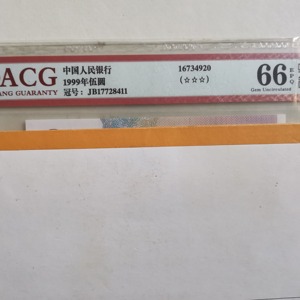 ACG
ANG GUARANTY
中国人民银行
1999年伍圆
冠号: JB17728411
16734920
(☆☆☆)
66
EPQ
Gem Uncirculated